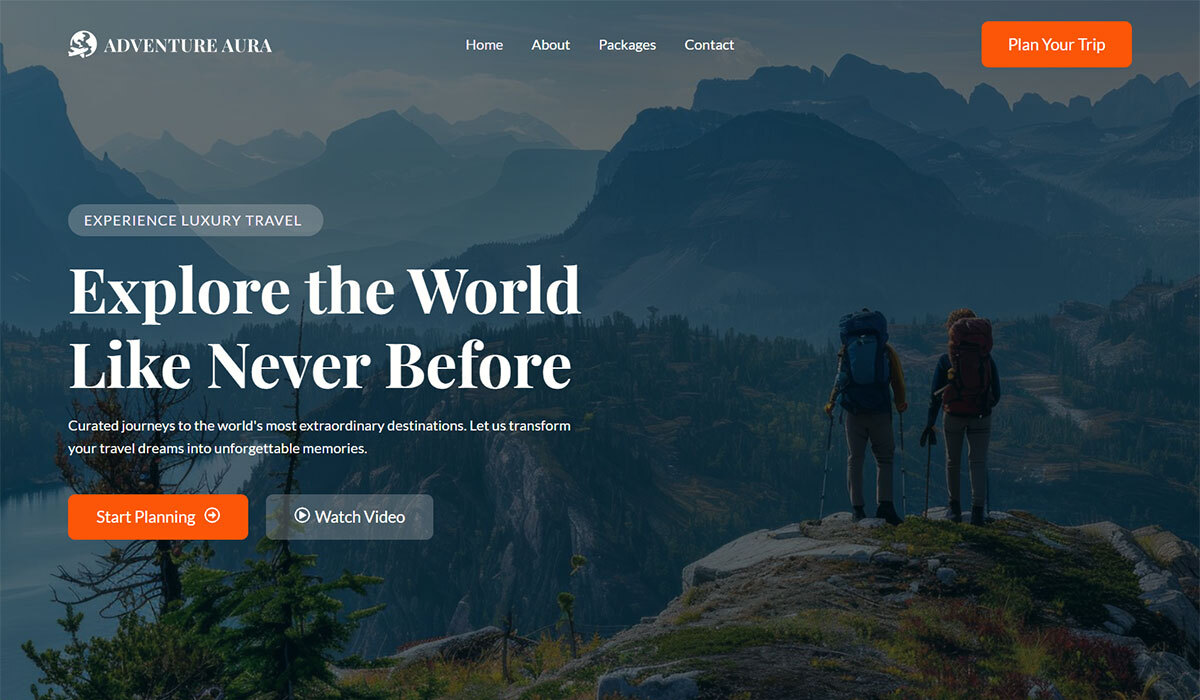 ADVENTURE AURA
Home
About
Packages
Contact
Plan Your Trip
EXPERIENCE LUXURY TRAVEL
Explore the World
Like Never Before
Curated journeys to the world's most extraordinary destinations. Let us transform
your travel dreams into unforgettable memories.
Start Planning
Watch Video